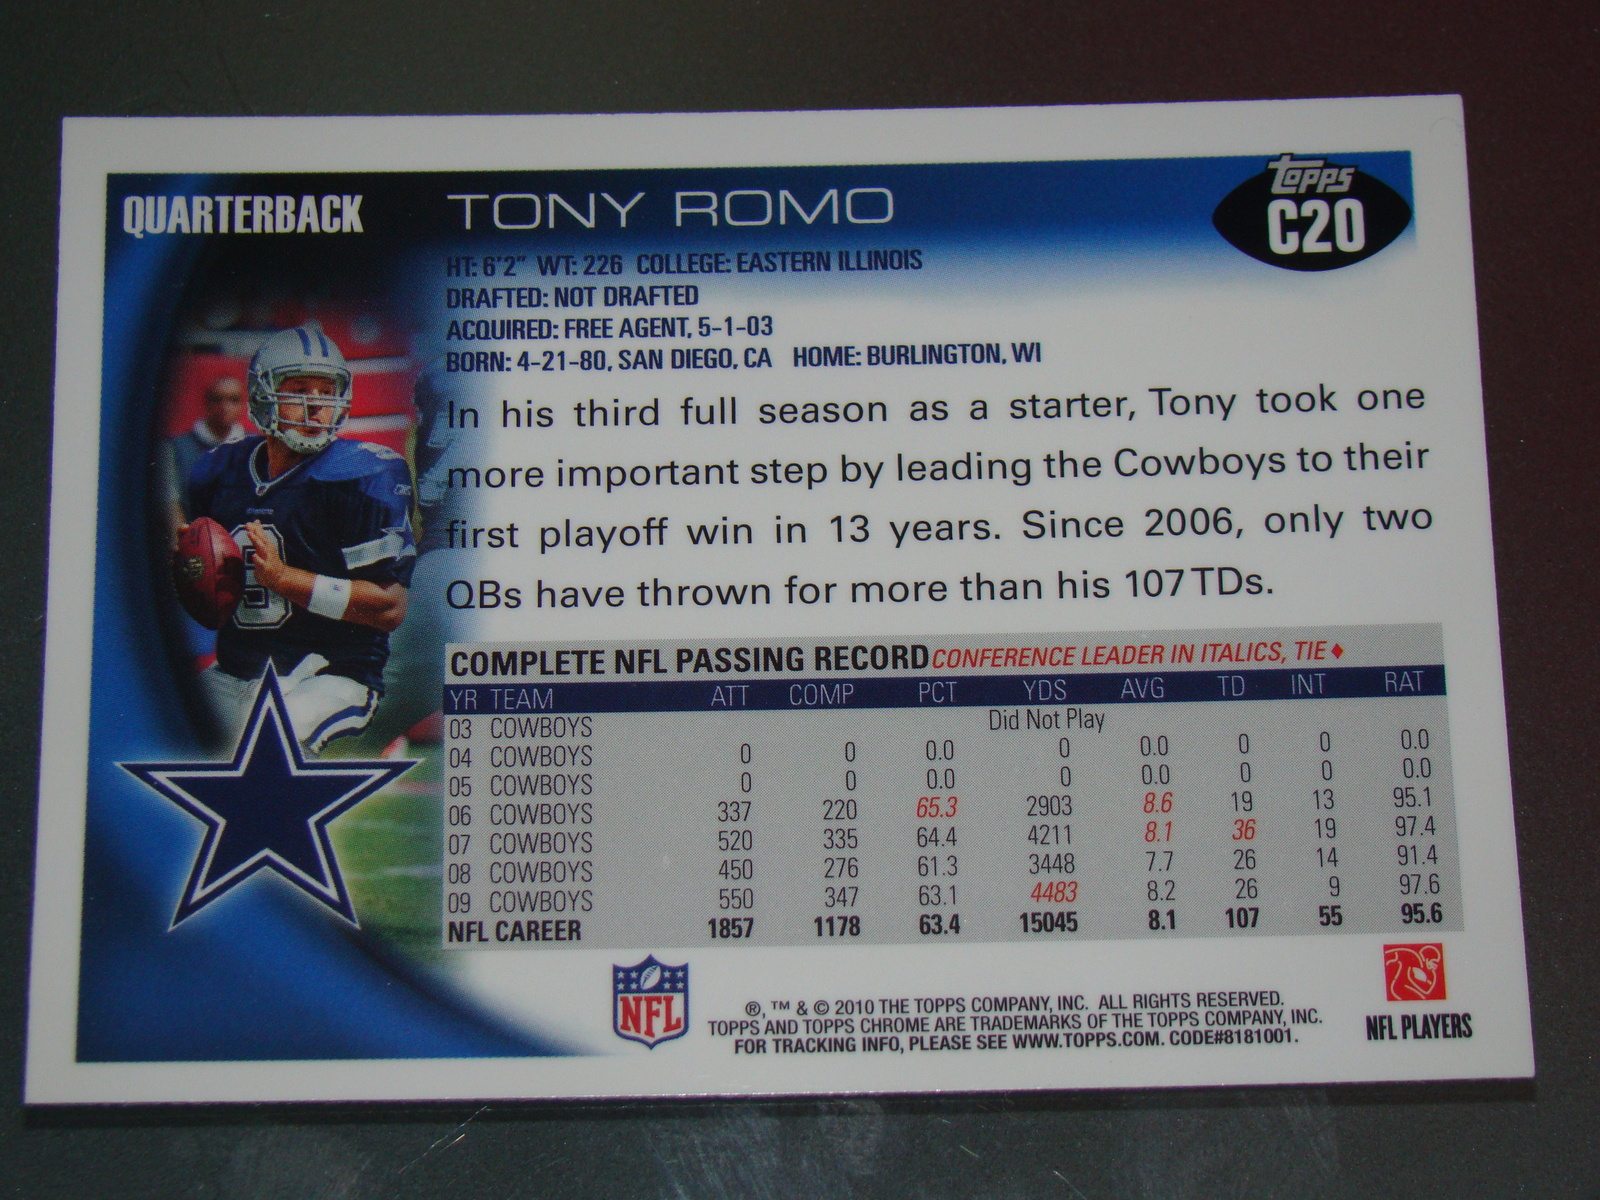 QUARTERBACK
TONY ROMO
topps
C20
HT: 6'2" WT: 226 COLLEGE: EASTERN ILLINOIS
DRAFTED: NOT DRAFTED
ACQUIRED: FREE AGENT, 5-1-03
BORN: 4-21-80, SAN DIEGO, CA HOME: BURLINGTON, WI
In his third full season as a starter, Tony took one
more important step by leading the Cowboys to their
first playoff win in 13 years. Since 2006, only two
QBs have thrown for more than his 107 TDs.
COMPLETE NFL PASSING RECORD CONFERENCE LEADER IN ITALICS, TIE ♦
YR TEAM ATT COMP PCT YDS AVG TD INT RAT
03 COWBOYS Did Not Play
04 COWBOYS 0 0 0.0 0 0.0 0 0 0.0
05 COWBOYS 0 0 0.0 0 0.0 0 0 0.0
06 COWBOYS 337 220 65.3 2903 8.6 19 13 95.1
07 COWBOYS 520 335 64.4 4211 8.1 36 19 97.4
08 COWBOYS 450 276 61.3 3448 7.7 26 14 91.4
09 COWBOYS 550 347 63.1 4483 8.2 26 9 97.6
NFL CAREER 1857 1178 63.4 15045 8.1 107 55 95.6
NFL
®, ™ & © 2010 THE TOPPS COMPANY, INC. ALL RIGHTS RESERVED.
TOPPS AND TOPPS CHROME ARE TRADEMARKS OF THE TOPPS COMPANY, INC.
FOR TRACKING INFO, PLEASE SEE WWW.TOPPS.COM. CODE#8181001.
NFL PLAYERS
9